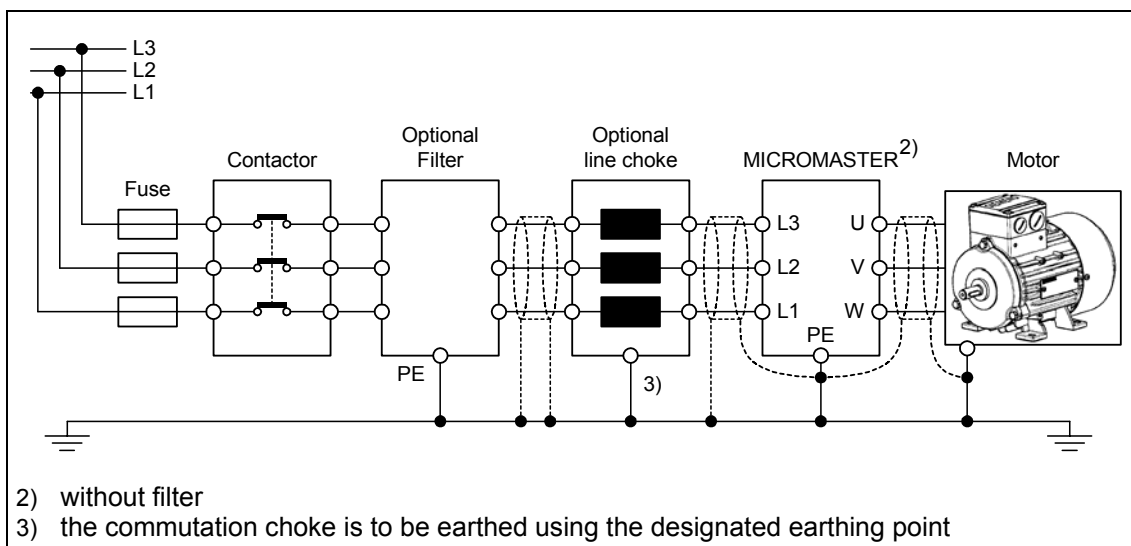 L3
L2
L1
Optional
Filter
Optional
line choke
Contactor
MICROMASTER2)
Motor
Fuse
L3
U
L2
V
L1
W
PE
PE
3)
2) without filter
3) the commutation choke is to be earthed using the designated earthing point